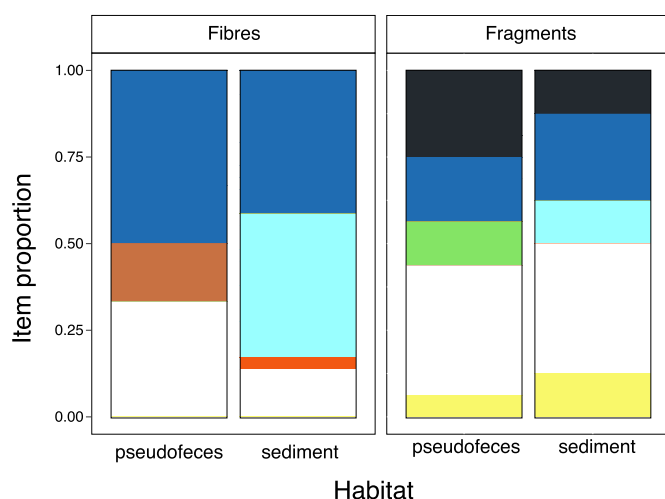 Fibres
Fragments
Item proportion
1.00
0.75
0.50
0.25
0.00
pseudofeces
sediment
pseudofeces
sediment
Habitat